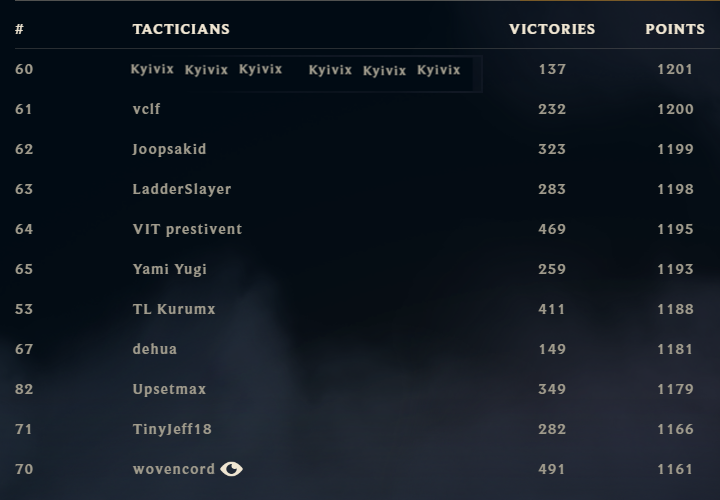 # TACTICIANS VICTORIES POINTS
60 Kyivix Kyivix Kyivix Kyivix Kyivix Kyivix 137 1201
61 vclf 232 1200
62 Joopsakid 323 1199
63 LadderSlayer 283 1198
64 VIT prestivent 469 1195
65 Yami Yugi 259 1193
53 TL Kurumx 411 1188
67 dehua 149 1181
82 Upsetmax 349 1179
71 TinyJeff18 282 1166
70 wovencord 491 1161